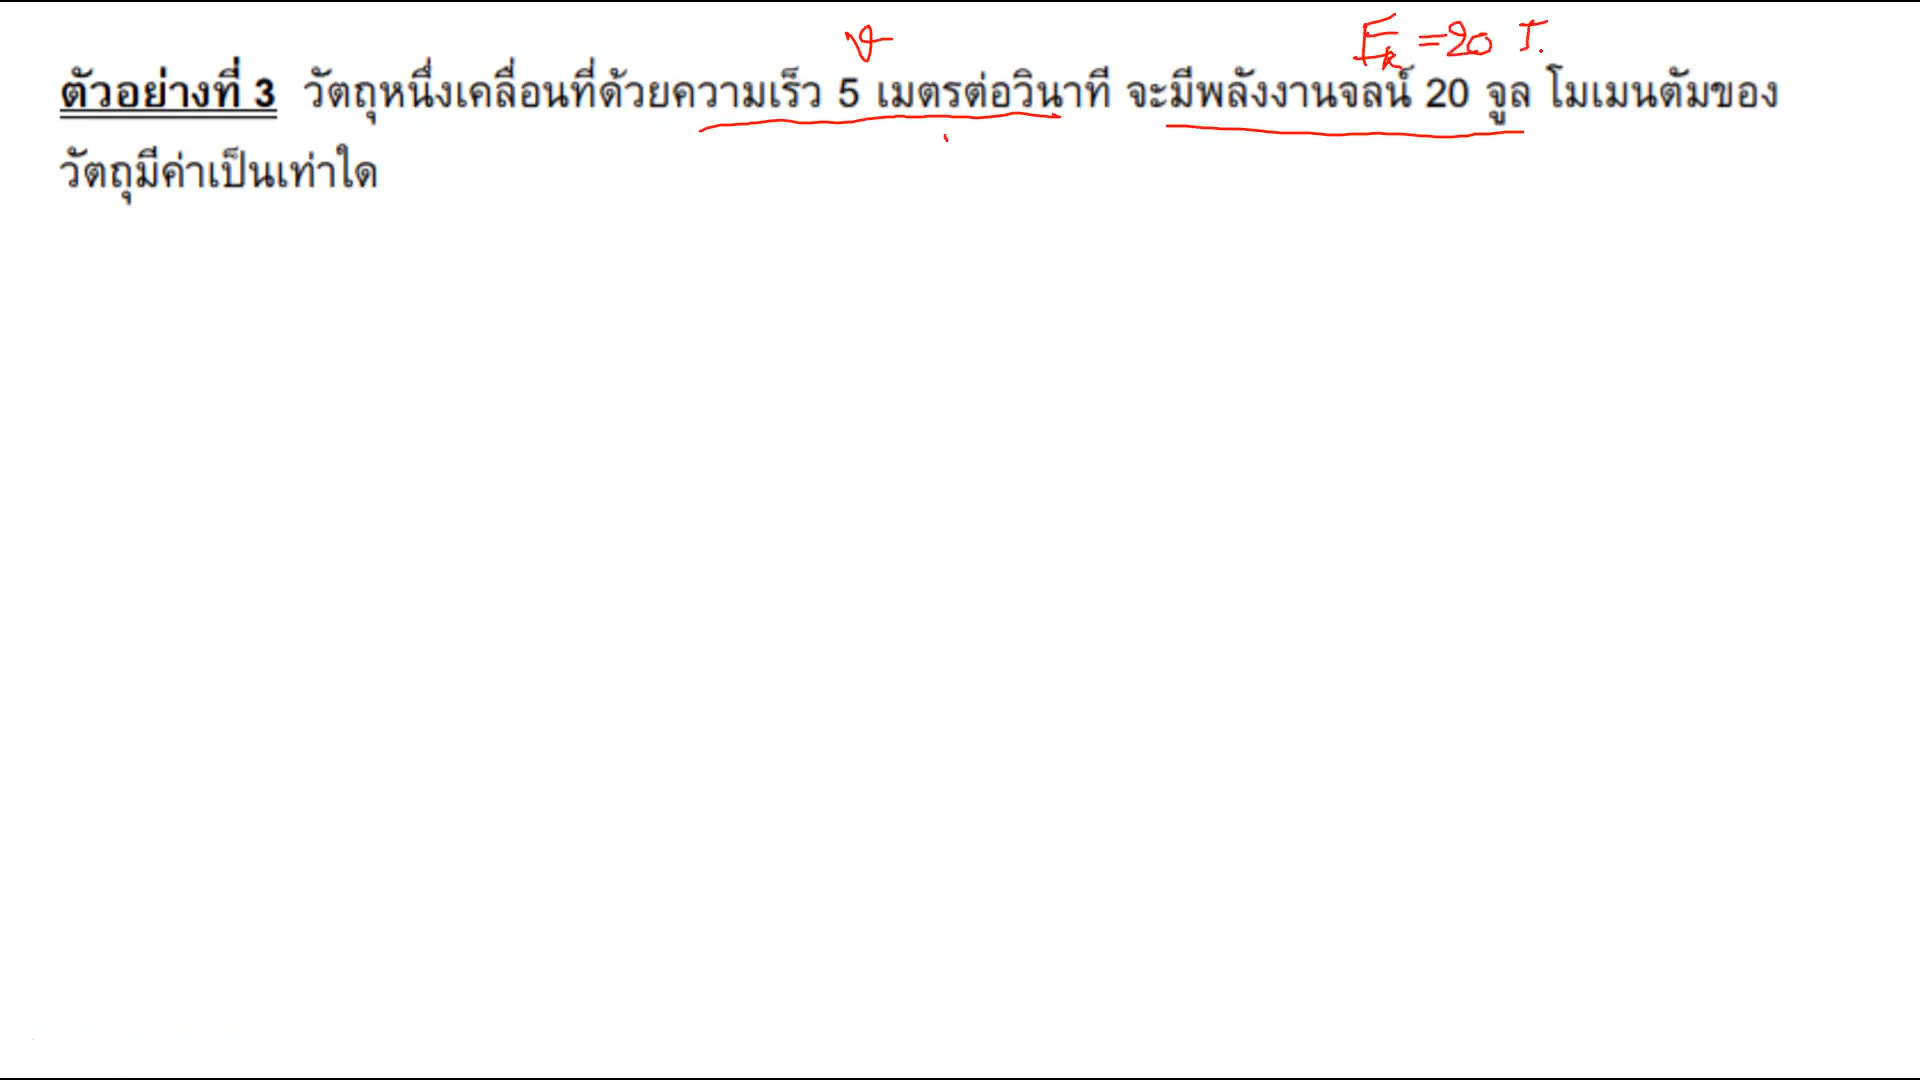 v E_k = 20 J.
ตัวอย่างที่ 3 วัตถุหนึ่งเคลื่อนที่ด้วยความเร็ว 5 เมตรต่อวินาที จะมีพลังงานจลน์ 20 จูล โมเมนตัมของ
วัตถุมีค่าเป็นเท่าใด